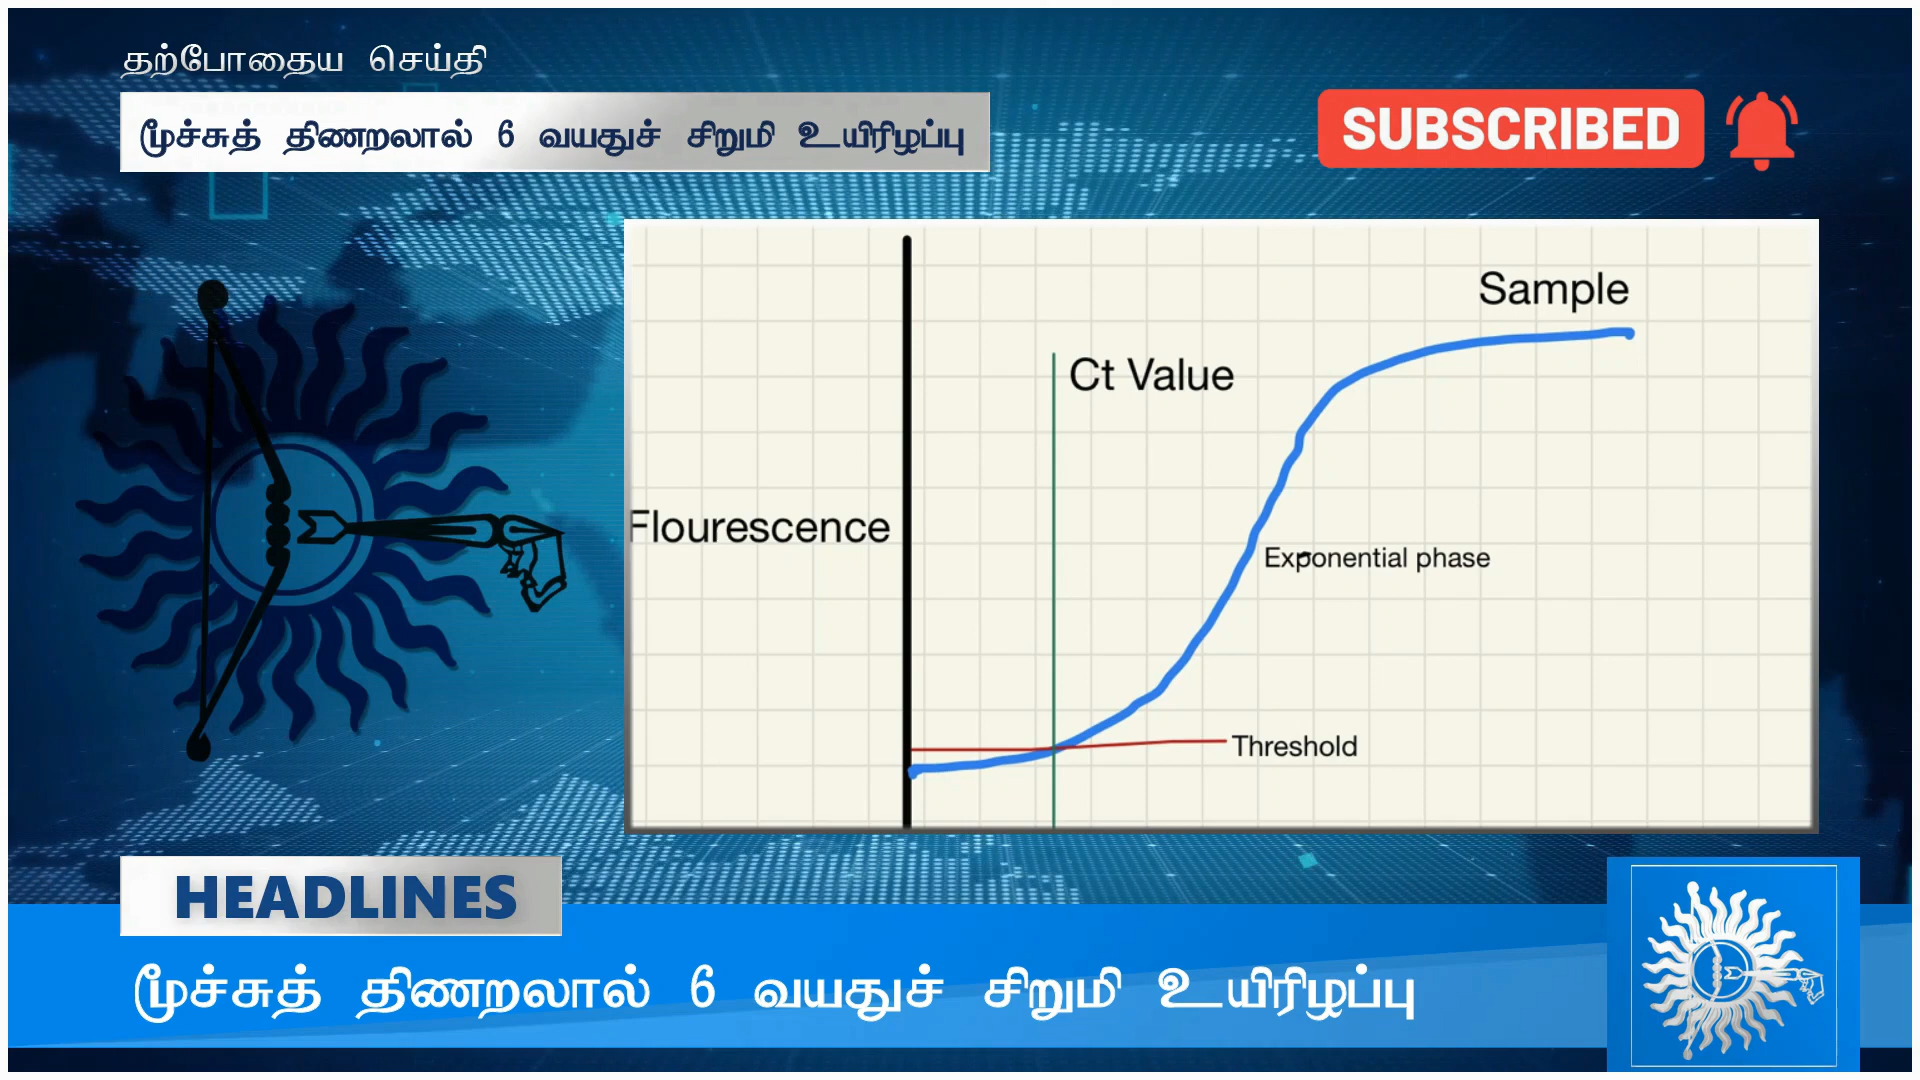 தற்போதைய செய்தி
மூச்சுத் திணறலால் 6 வயதுச் சிறுமி உயிரிழப்பு
SUBSCRIBED
Sample
Ct Value
Flourescence
Exponential phase
Threshold
HEADLINES
மூச்சுத் திணறலால் 6 வயதுச் சிறுமி உயிரிழப்பு